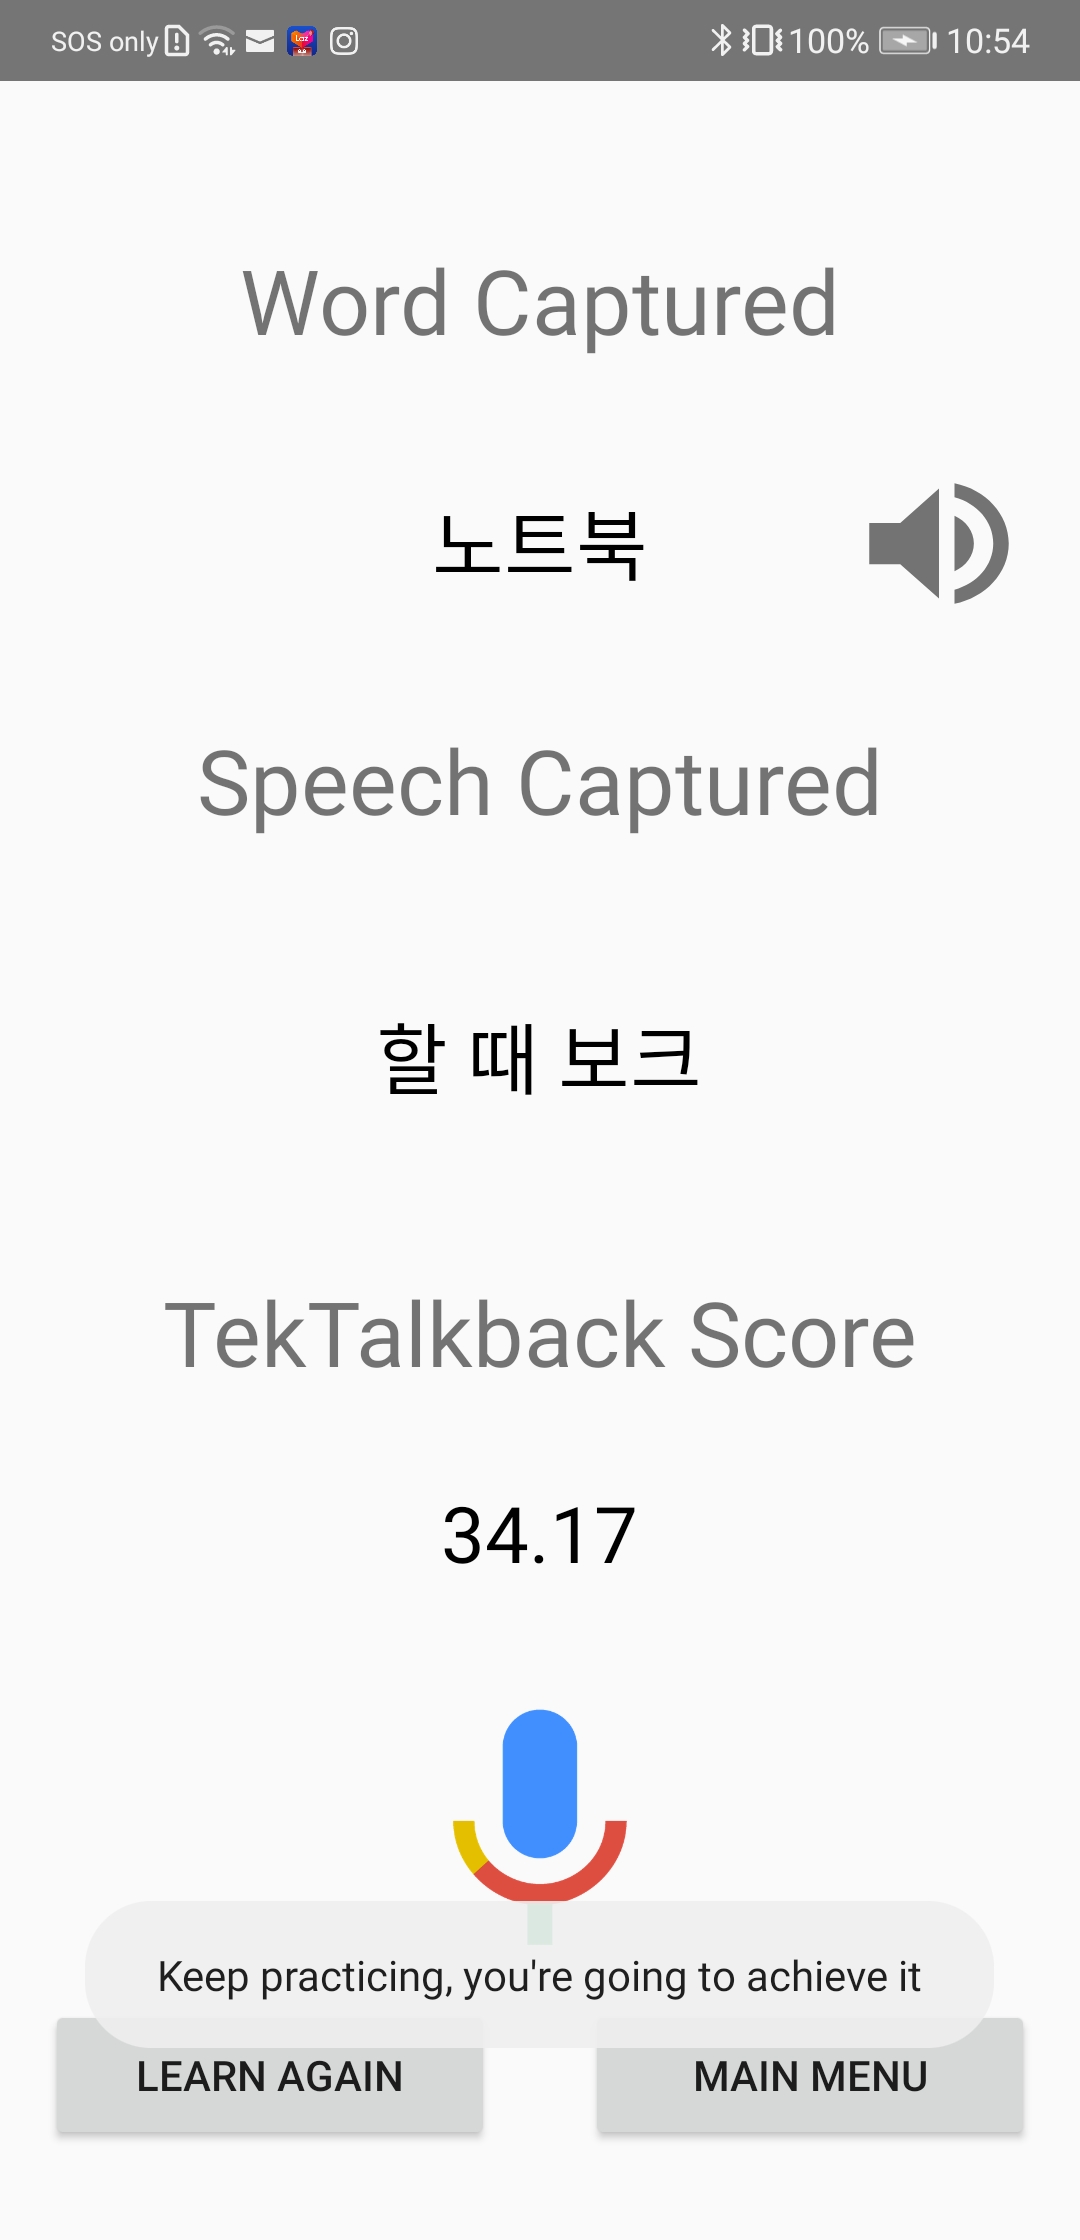 SOS only 100% 10:54
Word Captured
노트북
Speech Captured
할 때 보크
TekTalkback Score
34.17
Keep practicing, you're going to achieve it
LEARN AGAIN MAIN MENU